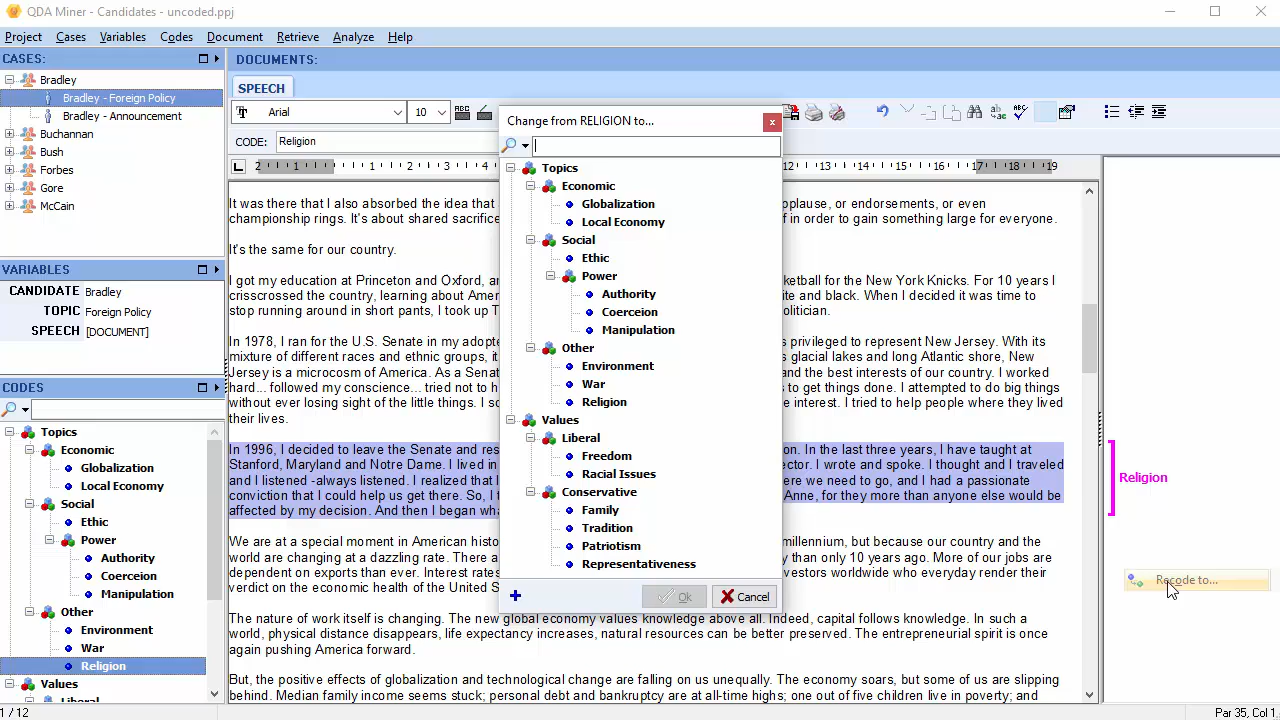 QDA Miner - Candidates - uncoded.ppj
Project Cases Variables Codes Document Retrieve Analyze Help
CASES:
Bradley
Bradley - Foreign Policy
Bradley - Announcement
Buchannan
Bush
Forbes
Gore
McCain
VARIABLES
CANDIDATE Bradley
TOPIC Foreign Policy
SPEECH [DOCUMENT]
CODES
Topics
Economic
Globalization
Local Economy
Social
Ethic
Power
Authority
Coerceion
Manipulation
Other
Environment
War
Religion
Values
Liberal
DOCUMENTS:
SPEECH
Arial 10
CODE: Religion
2 1 1 2 3 4 12 13 14 15 16 17 18 19
It was there that I also absorbed the idea that pplause, or endorsements, or even
championship rings. It's about shared sacrifice f in order to gain something large for everyone.
It's the same for our country.
I got my education at Princeton and Oxford, an ketball for the New York Knicks. For 10 years I
crisscrossed the country, learning about Amer ite and black. When I decided it was time to
stop running around in short pants, I took up T olitician.
In 1978, I ran for the U.S. Senate in my adopte s privileged to represent New Jersey. With its
mixture of different races and ethnic groups, it s glacial lakes and long Atlantic shore, New
Jersey is a microcosm of America. As a Sena and the best interests of our country. I worked
hard... followed my conscience... tried not to h s to get things done. I attempted to do big things
without ever losing sight of the little things. I so e interest. I tried to help people where they lived
their lives.
In 1996, I decided to leave the Senate and res on. In the last three years, I have taught at
Stanford, Maryland and Notre Dame. I lived in ctor. I wrote and spoke. I thought and I traveled
and I listened -always listened. I realized that I ere we need to go, and I had a passionate
conviction that I could help us get there. So, I t Anne, for they more than anyone else would be
affected by my decision. And then I began wha
We are at a special moment in American histo millennium, but because our country and the
world are changing at a dazzling rate. There a y than only 10 years ago. More of our jobs are
dependent on exports than ever. Interest rates vestors worldwide who everyday render their
verdict on the economic health of the United S
The nature of work itself is changing. The new global economy values knowledge above all. Indeed, capital follows knowledge. In such a
world, physical distance disappears, life expectancy increases, natural resources can be better preserved. The entrepreneurial spirit is once
again pushing America forward.
But, the positive effects of globalization and technological change are falling on us unequally. The economy soars, but some of us are slipping
behind. Median family income seems stuck; personal debt and bankruptcy are at all-time highs; one out of five children live in poverty; and
Change from RELIGION to...
Topics
Economic
Globalization
Local Economy
Social
Ethic
Power
Authority
Coerceion
Manipulation
Other
Environment
War
Religion
Values
Liberal
Freedom
Racial Issues
Conservative
Family
Tradition
Patriotism
Representativeness
Ok Cancel
Religion
Recode to...
1 / 12
Par 35, Col 1,